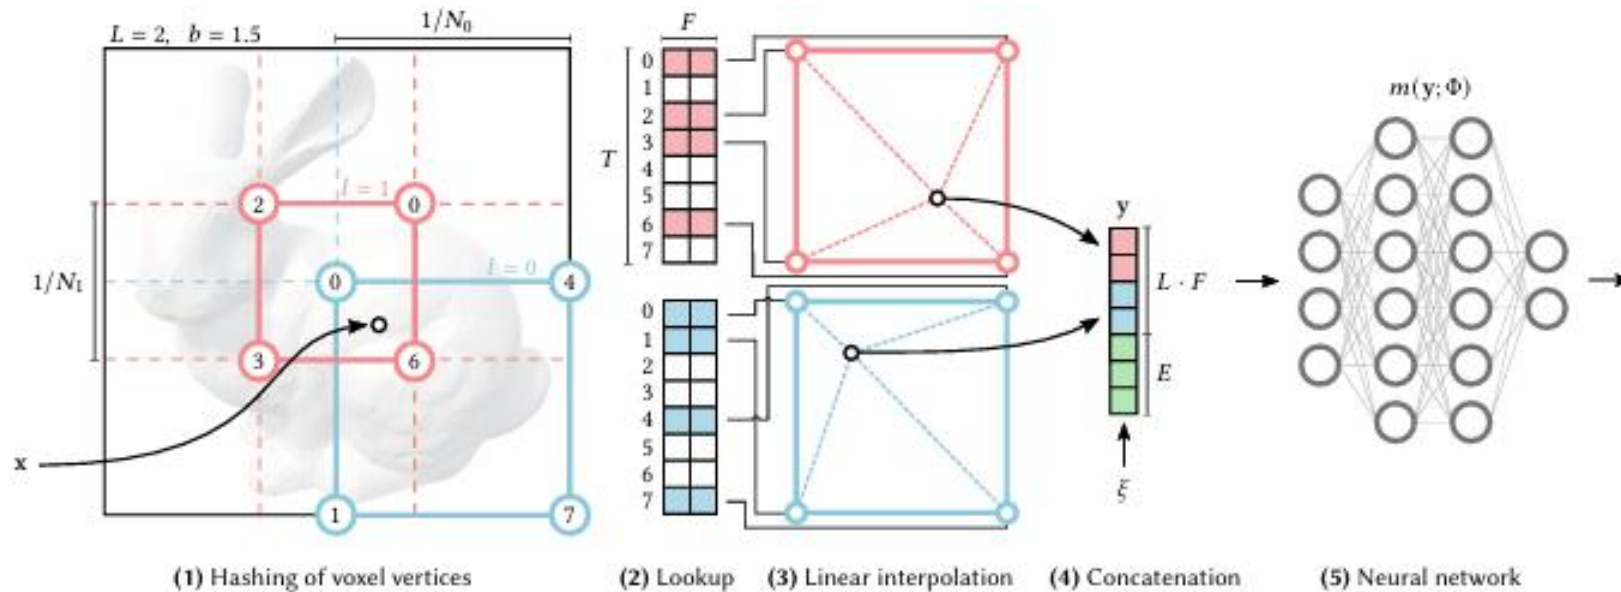 L = 2, b = 1.5
1/N₀
F
m(y; Φ)
0
1
2
3
4
5
6
7
T
l = 1
2
0
l = 0
0
4
1/N₁
3
6
y
L · F
E
0
1
2
3
4
5
6
7
x
ξ
1
7
(1) Hashing of voxel vertices
(2) Lookup
(3) Linear interpolation
(4) Concatenation
(5) Neural network